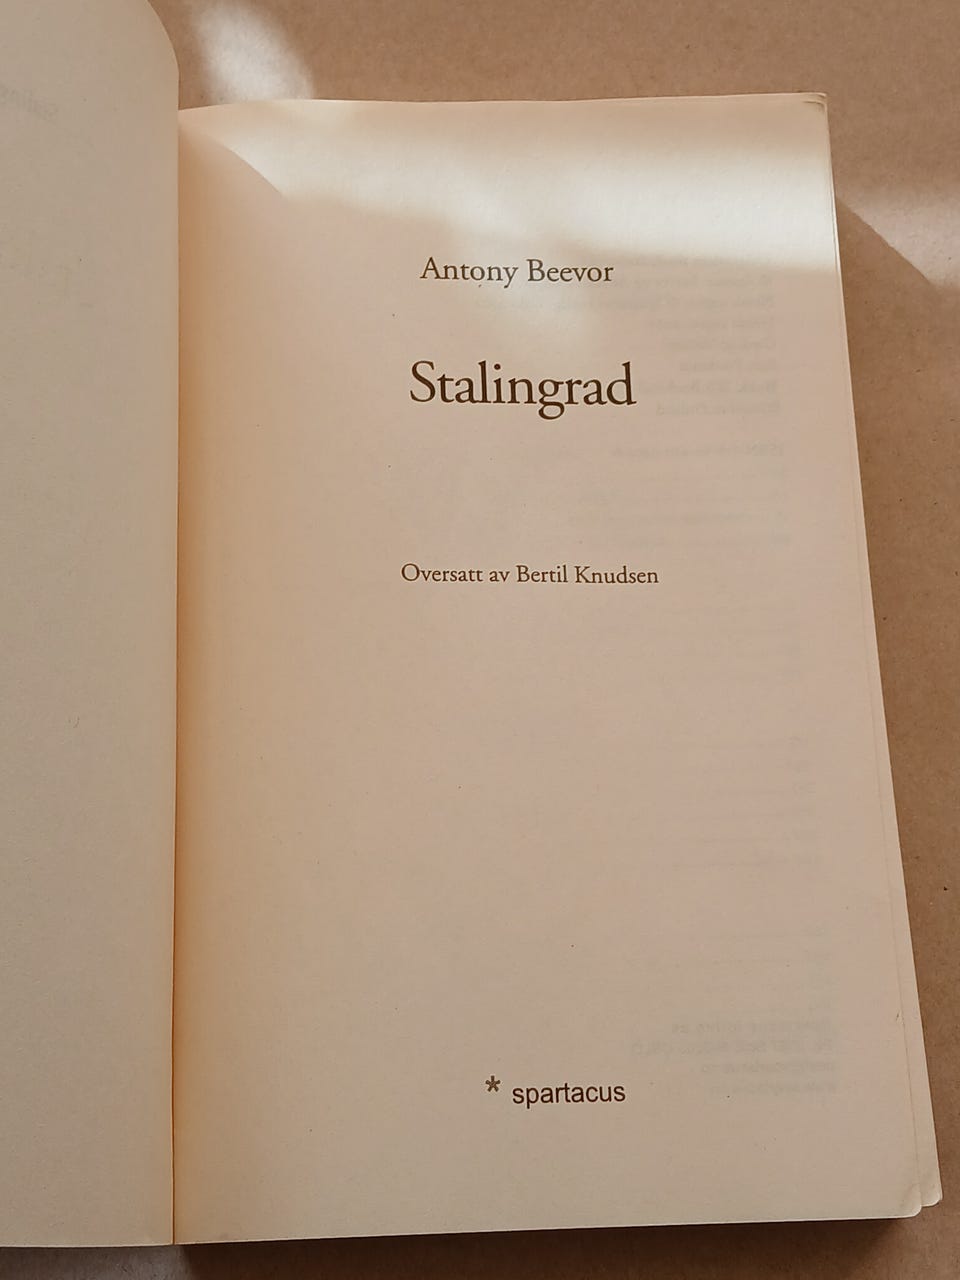 Antony Beevor
Stalingrad
Oversatt av Bertil Knudsen
* spartacus